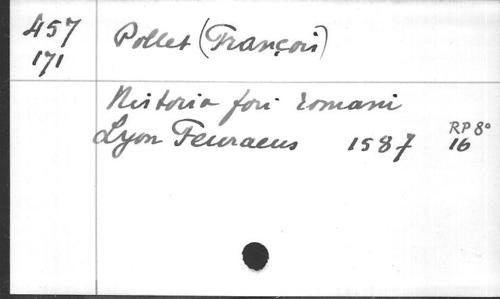 457
171
Pollet (François)
Historia fori romani
Lyon Feuraeus 1587 RP 8°
16